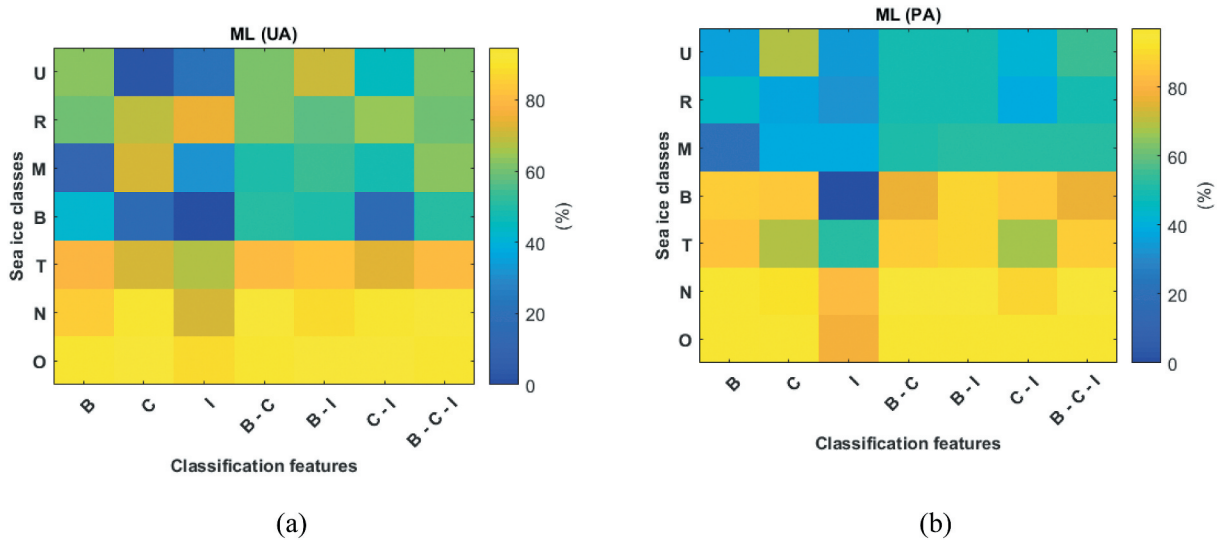 ML (UA)
Sea ice classes
U
R
M
B
T
N
O
B
C
I
B - C
B - I
C - I
B - C - I
Classification features
80
60
40
20
0
(%)
(a)
ML (PA)
Sea ice classes
U
R
M
B
T
N
O
B
C
I
B - C
B - I
C - I
B - C - I
Classification features
80
60
40
20
0
(%)
(b)